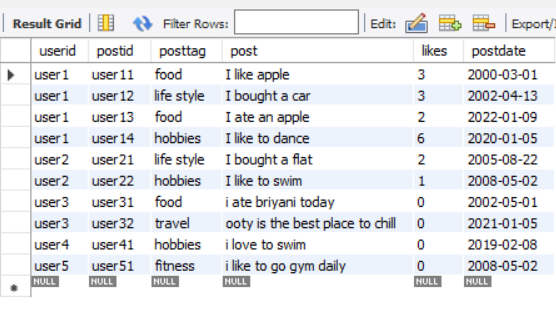 Result Grid Filter Rows: Edit: Export/I
userid postid posttag post likes postdate
user1 user11 food I like apple 3 2000-03-01
user1 user12 life style I bought a car 3 2002-04-13
user1 user13 food I ate an apple 2 2022-01-09
user1 user14 hobbies I like to dance 6 2020-01-05
user2 user21 life style I bought a flat 2 2005-08-22
user2 user22 hobbies I like to swim 1 2008-05-02
user3 user31 food i ate briyani today 0 2002-05-01
user3 user32 travel ooty is the best place to chill 0 2021-01-05
user4 user41 hobbies i love to swim 0 2019-02-08
user5 user51 fitness i like to go gym daily 0 2008-05-02
NULL NULL NULL NULL NULL NULL